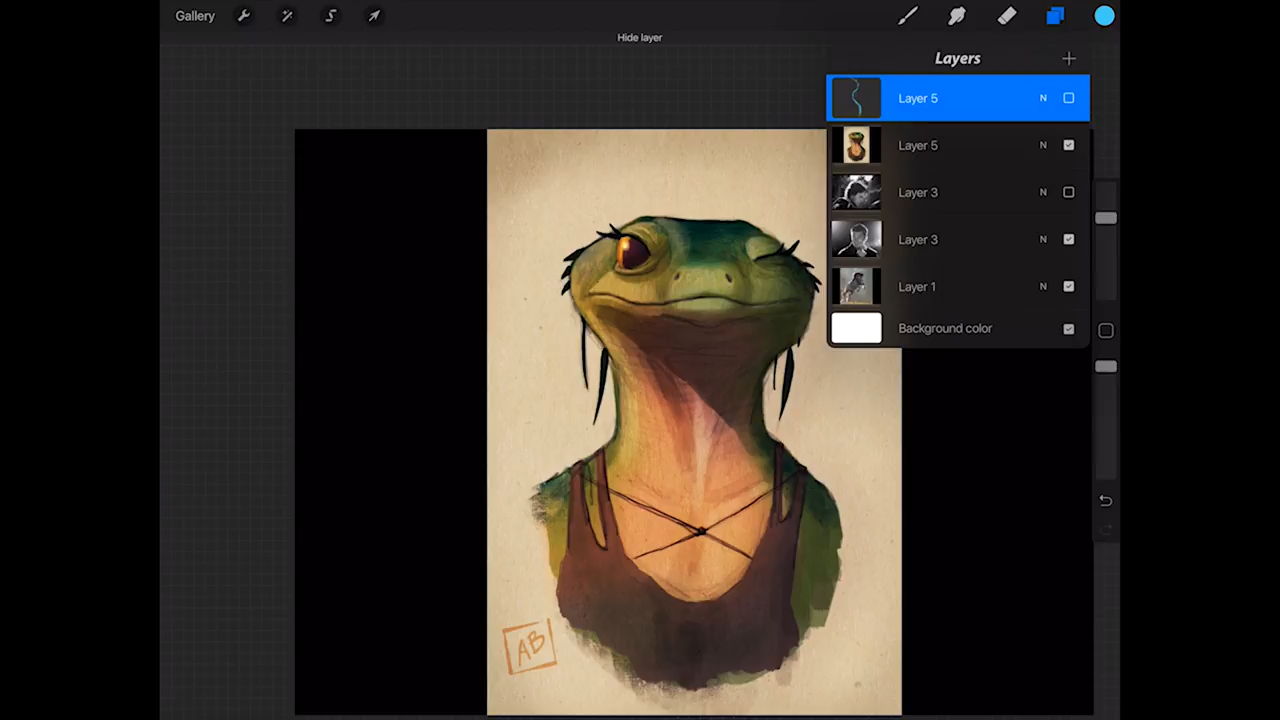 Gallery
Hide layer
Layers
Layer 5 N
Layer 5 N
Layer 3 N
Layer 3 N
Layer 1 N
Background color
AB